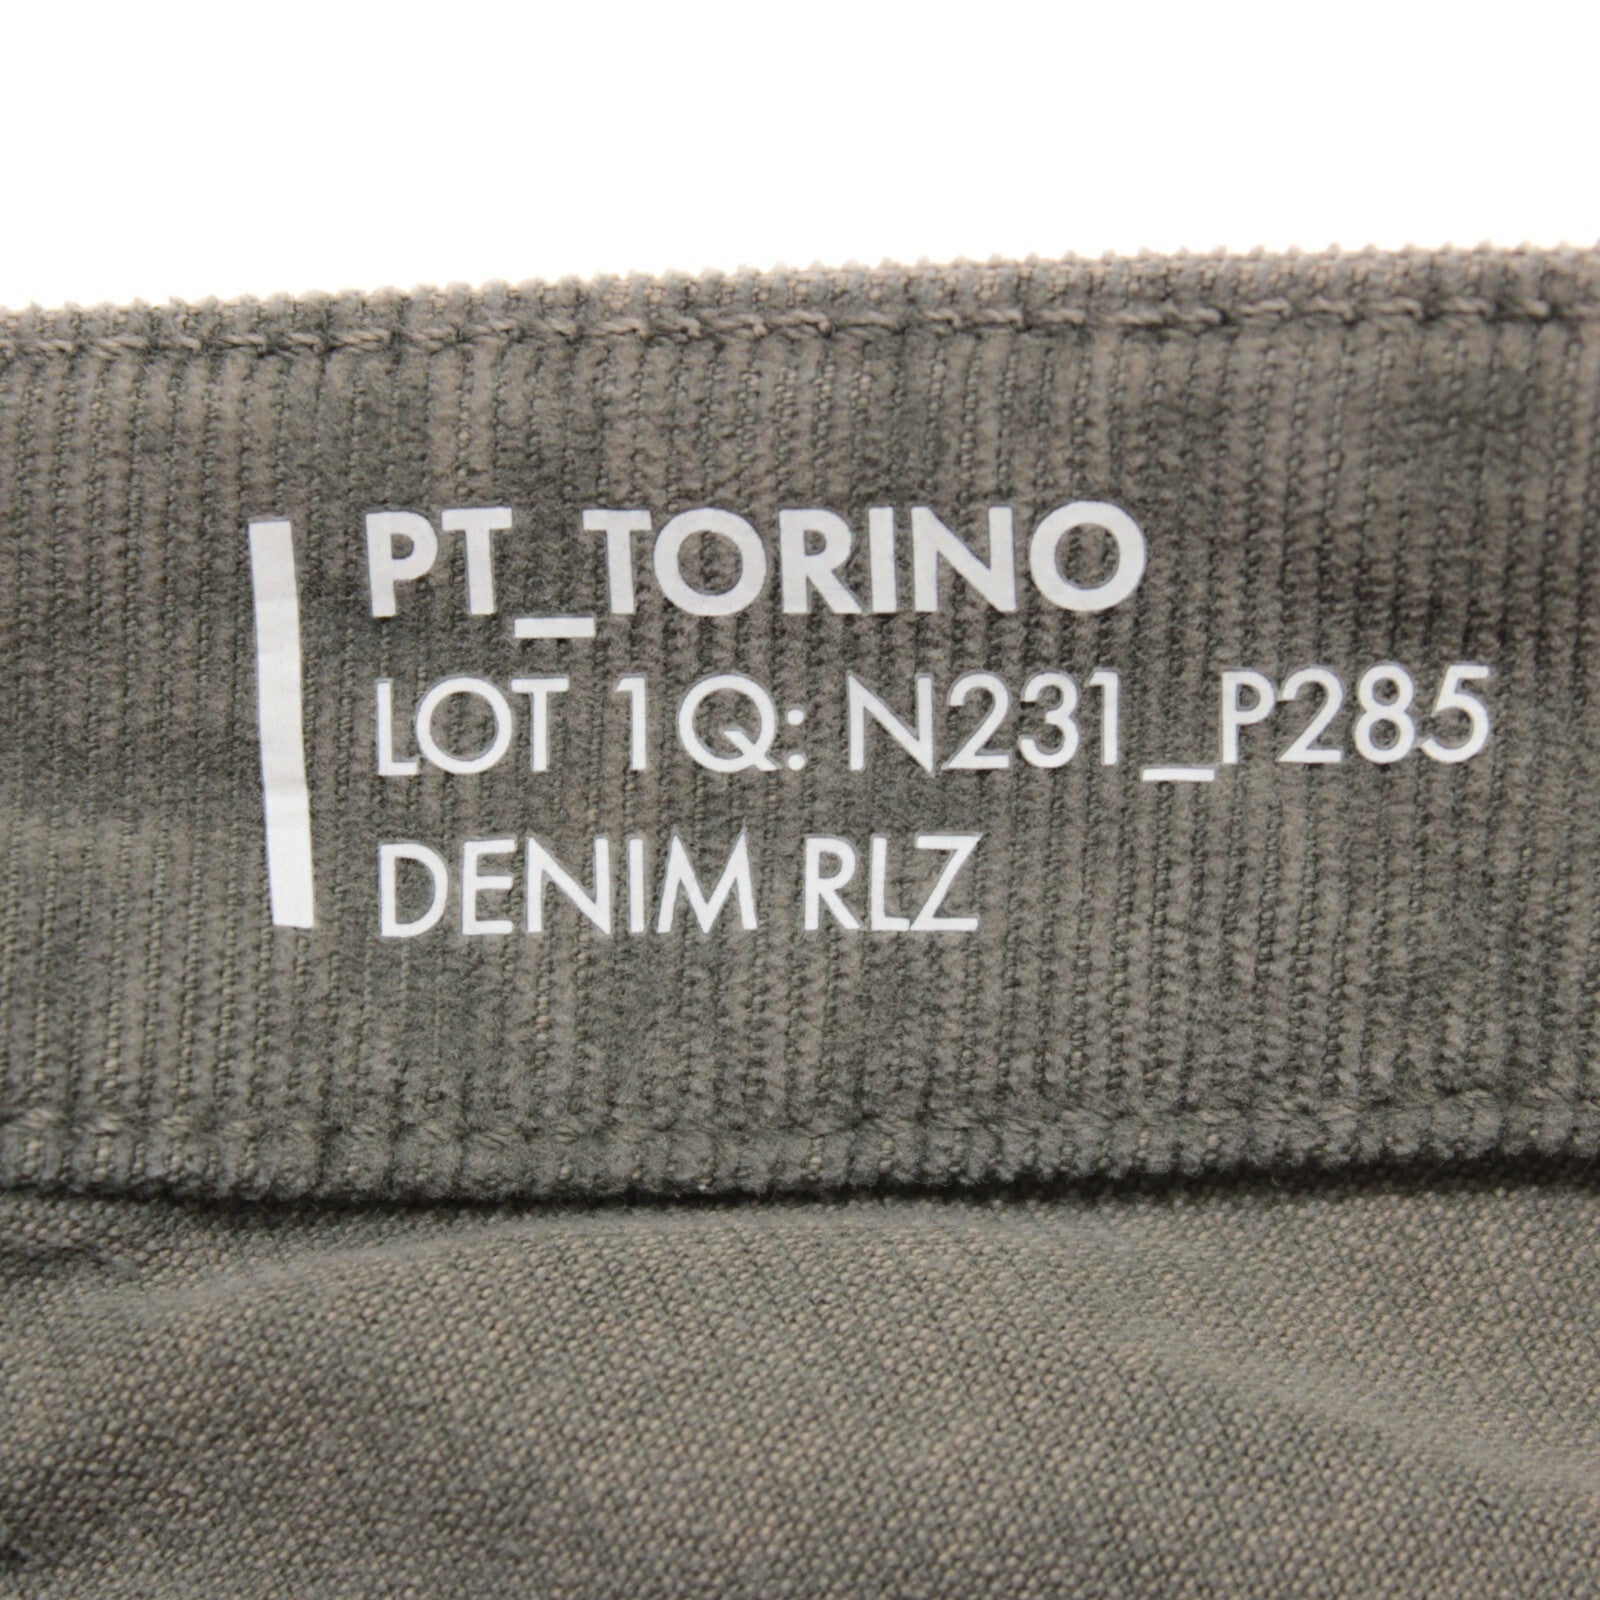 PT_TORINO
LOT 1Q: N231_P285
DENIM RLZ